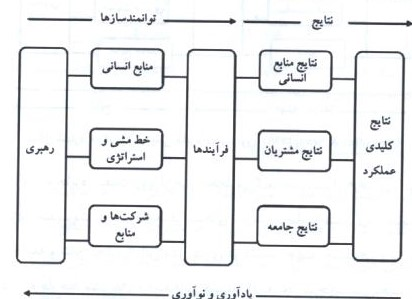 توانمندسازها
نتایج
رهبری
منابع انسانی
خط مشی و
استراتژی
شرکت‌ها و
منابع
فرآیندها
نتایج منابع
انسانی
نتایج مشتریان
نتایج جامعه
نتایج
کلیدی
عملکرد
یادآوری و نوآوری